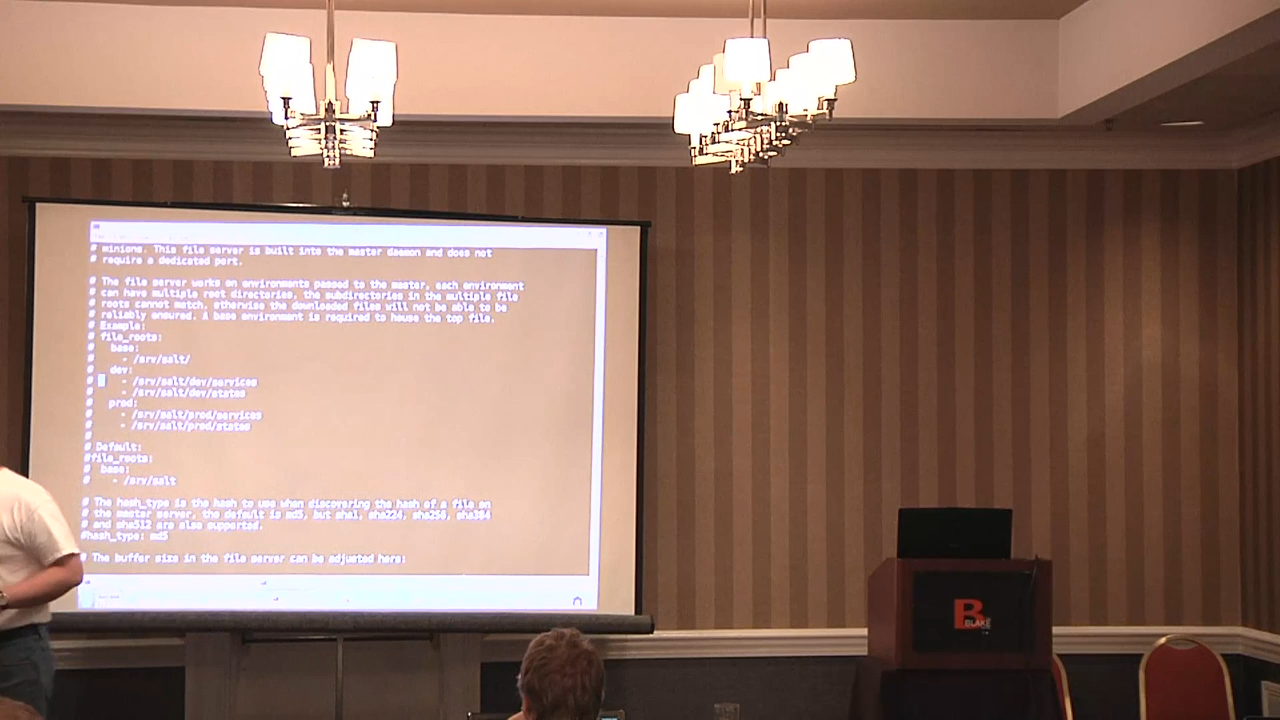 # minions. This file server is built into the master daemon and does not
# require a dedicated port.
# The file server works on environments passed to the master, each environment
# can have multiple root directories, the subdirectories in the multiple file
# roots cannot match, otherwise the downloaded files will not be able to be
# reliably ensured. A base environment is required to house the top file.
# Example:
# file_roots:
#   base:
#     - /srv/salt/
#   dev:
#     - /srv/salt/dev/services
#     - /srv/salt/dev/states
#   prod:
#     - /srv/salt/prod/services
#     - /srv/salt/prod/states
#
# Default:
#file_roots:
#  base:
#    - /srv/salt
# The hash_type is the hash to use when discovering the hash of a file on
# the master server, the default is md5, but sha1, sha224, sha256, sha384
# and sha512 are also supported.
#hash_type: md5
# The buffer size in the file server can be adjusted here:
B
BLAKE